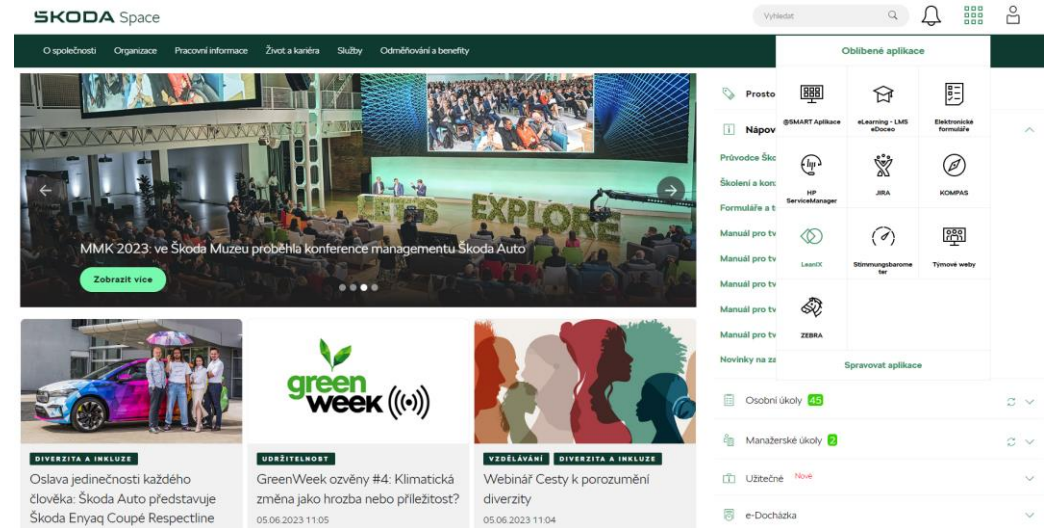 ŠKODA Space
Vyhledat
O společnosti Organizace Pracovní informace Život a kariéra Služby Odměňování a benefity
Oblíbené aplikace
@SMART Aplikace
eLearning - LMS
eDoceo
Elektronické
formuláře
HP
ServiceManager
JIRA
KOMPAS
LeanIX
Stimmungsbarome
ter
Týmové weby
ZEBRA
Spravovat aplikace
LET'S EXPLORE
MMK 2023: ve Škoda Muzeu proběhla konference managementu Škoda Auto
Zobrazit více
Prosto
Nápov
Průvodce Ško
Školení a konz
Formuláře a t
Manuál pro tv
Manuál pro tv
Manuál pro tv
Manuál pro tv
Manuál pro tv
Novinky na za
Osobní úkoly 45
Manažerské úkoly 2
Užitečné Nové
e-Docházka
green
week
DIVERZITA A INKLUZE
Oslava jedinečnosti každého
člověka: Škoda Auto představuje
Škoda Enyaq Coupé Respectline
UDRŽITELNOST
GreenWeek ozvěny #4: Klimatická
změna jako hrozba nebo příležitost?
05.06.2023 11:05
VZDĚLÁVÁNÍ DIVERZITA A INKLUZE
Webinář Cesty k porozumění
diverzity
05.06.2023 11:04